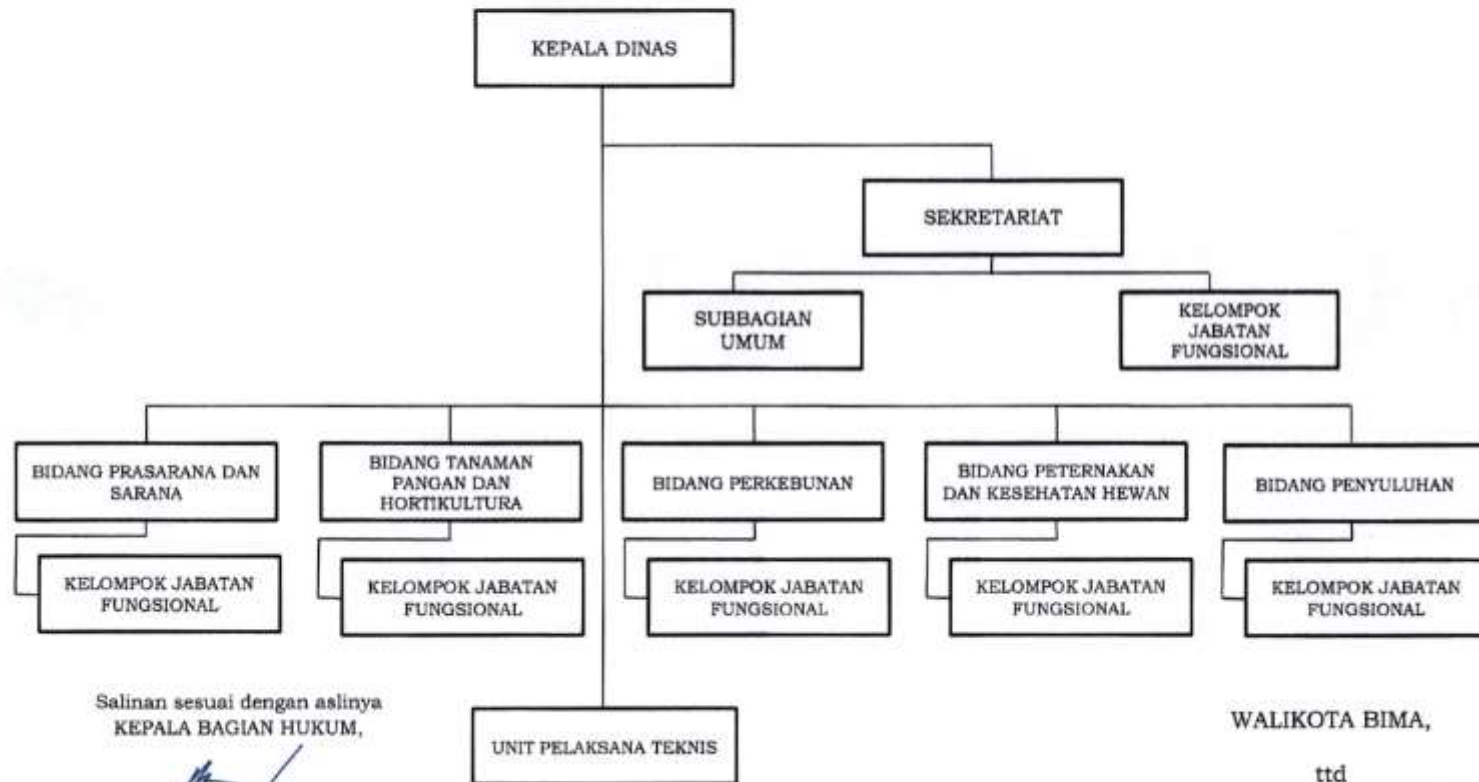 KEPALA DINAS
SEKRETARIAT
SUBBAGIAN
UMUM
KELOMPOK
JABATAN
FUNGSIONAL
BIDANG PRASARANA DAN
SARANA
BIDANG TANAMAN
PANGAN DAN
HORTIKULTURA
BIDANG PERKEBUNAN
BIDANG PETERNAKAN
DAN KESEHATAN HEWAN
BIDANG PENYULUHAN
KELOMPOK JABATAN
FUNGSIONAL
KELOMPOK JABATAN
FUNGSIONAL
KELOMPOK JABATAN
FUNGSIONAL
KELOMPOK JABATAN
FUNGSIONAL
KELOMPOK JABATAN
FUNGSIONAL
Salinan sesuai dengan aslinya
KEPALA BAGIAN HUKUM,
UNIT PELAKSANA TEKNIS
WALIKOTA BIMA,
ttd